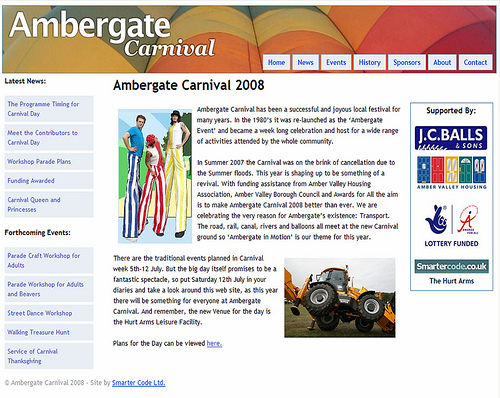 Ambergate
Carnival
Home News Events History Sponsors About Contact
Latest News:
The Programme Timing for
Carnival Day
Meet the Contributors to
Carnival Day
Workshop Parade Plans
Funding Awarded
Carnival Queen and
Princesses
Forthcoming Events:
Parade Craft Workshop for
Adults
Parade Workshop for Adults
and Beavers
Street Dance Workshop
Walking Treasure Hunt
Service of Carnival
Thanksgiving
Ambergate Carnival 2008
Ambergate Carnival has been a successful and joyous local festival for
many years. In the 1980's it was re-launched as the 'Ambergate
Event' and became a week long celebration and host for a wide range
of activities attended by the whole community.
In Summer 2007 the Carnival was on the brink of cancellation due to
the Summer floods. This year is shaping up to be something of a
revival. With funding assistance from Amber Valley Housing
Association, Amber Valley Borough Council and Awards for All the aim
is to make Ambergate Carnival 2008 better than ever. We are
celebrating the very reason for Ambergate's existence: Transport.
The road, rail, canal, rivers and balloons all meet at the new Carnival
ground so 'Ambergate in Motion' is our theme for this year.
There are the traditional events planned in Carnival
week 5th-12 July. But the big day itself promises to be a
fantastic spectacle, so put Saturday 12th July in your
diaries and take a look around this web site, as this year
there will be something for everyone at Ambergate
Carnival. And remember, the new Venue for the day is
the Hurt Arms Leisure Facility.
Plans for the Day can be viewed here.
Supported By:
J.C.BALLS
& SONS
AMBER VALLEY HOUSING
LOTTERY FUNDED
Smartercode.co.uk
The Hurt Arms
© Ambergate Carnival 2008 - Site by Smarter Code Ltd.